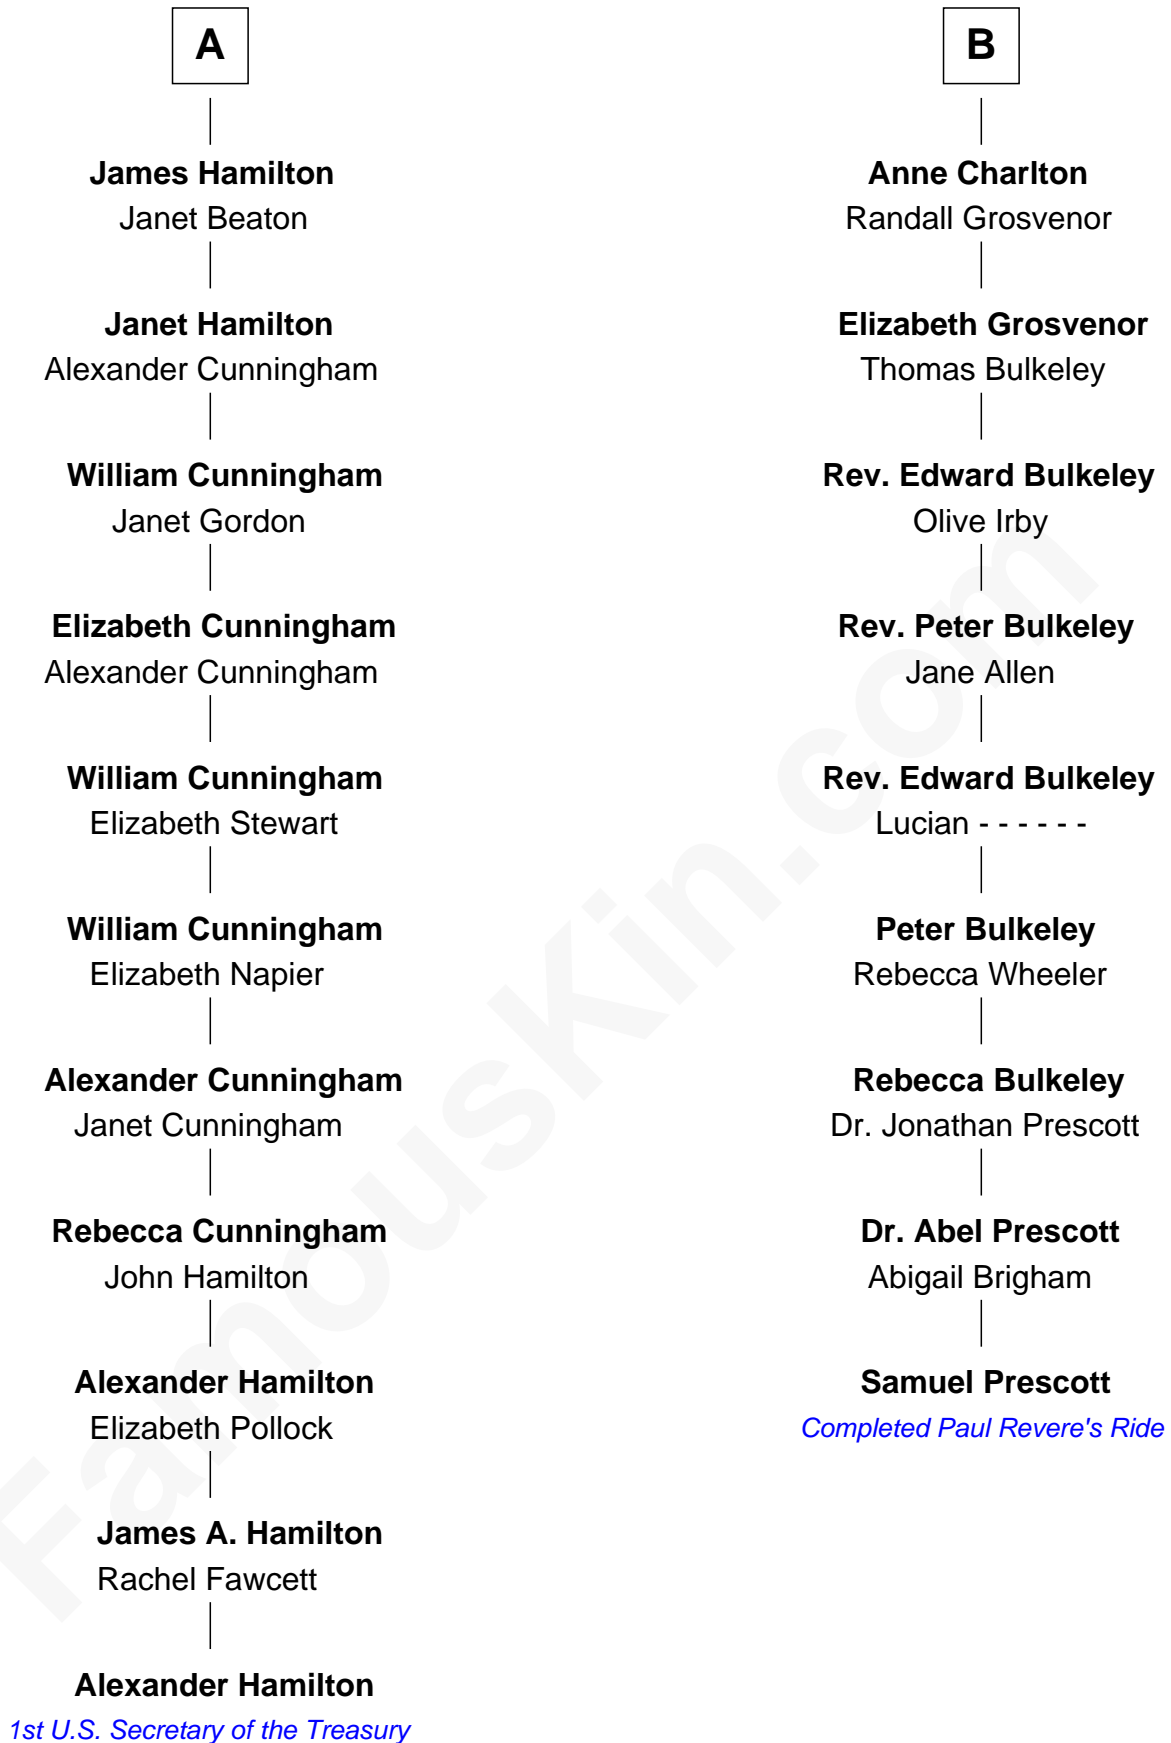 A
James Hamilton
Janet Beaton
Janet Hamilton
Alexander Cunningham
William Cunningham
Janet Gordon
Elizabeth Cunningham
Alexander Cunningham
William Cunningham
Elizabeth Stewart
William Cunningham
Elizabeth Napier
Alexander Cunningham
Janet Cunningham
Rebecca Cunningham
John Hamilton
Alexander Hamilton
Elizabeth Pollock
James A. Hamilton
Rachel Fawcett
Alexander Hamilton
1st U.S. Secretary of the Treasury
B
Anne Charlton
Randall Grosvenor
Elizabeth Grosvenor
Thomas Bulkeley
Rev. Edward Bulkeley
Olive Irby
Rev. Peter Bulkeley
Jane Allen
Rev. Edward Bulkeley
Lucian - - - - - -
Peter Bulkeley
Rebecca Wheeler
Rebecca Bulkeley
Dr. Jonathan Prescott
Dr. Abel Prescott
Abigail Brigham
Samuel Prescott
Completed Paul Revere's Ride
FamousKin.com